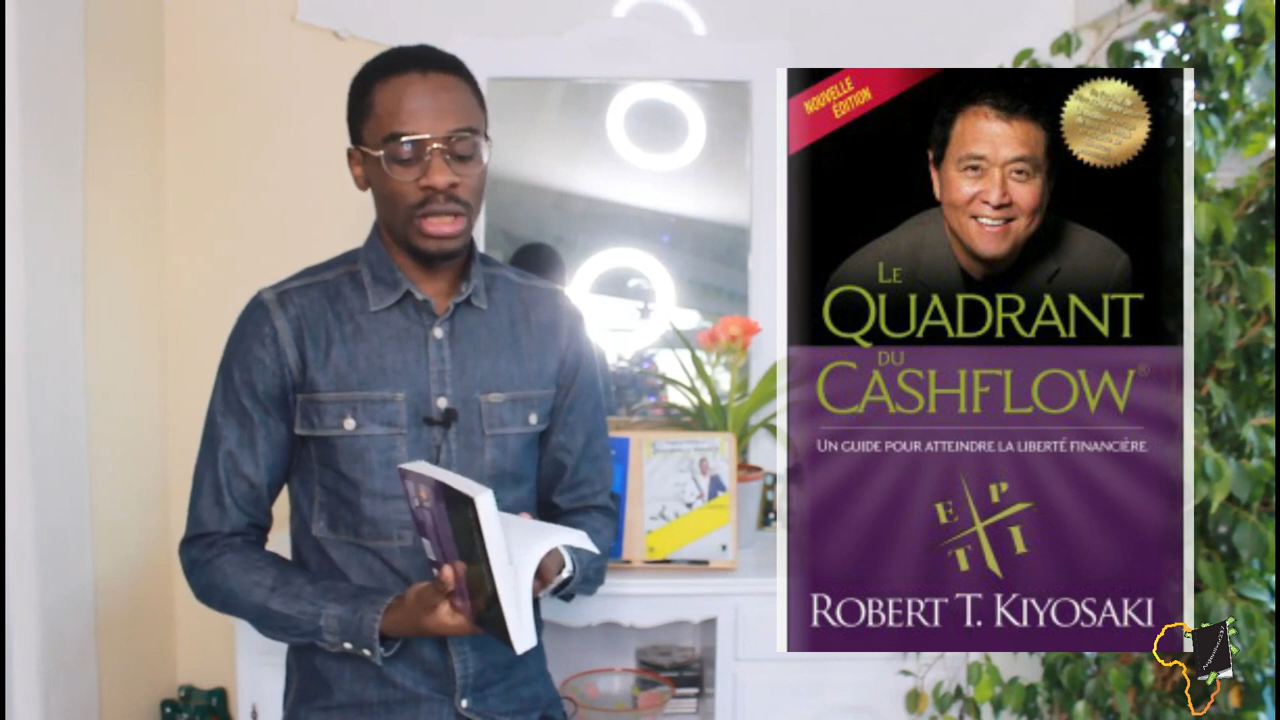 NOUVELLE
ÉDITION
LE
QUADRANT
DU
CASHFLOW®
UN GUIDE POUR ATTEINDRE LA LIBERTÉ FINANCIÈRE
E P
T I
ROBERT T. KIYOSAKI